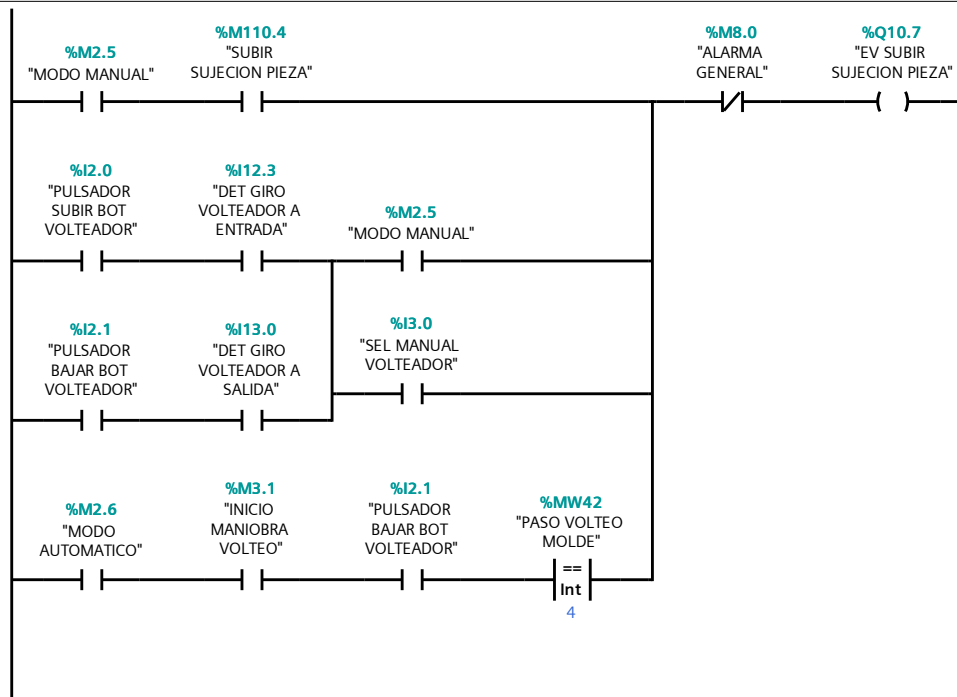 %M2.5
"MODO MANUAL"
%M110.4
"SUBIR
SUJECION PIEZA"
%M8.0
"ALARMA
GENERAL"
%Q10.7
"EV SUBIR
SUJECION PIEZA"
%I2.0
"PULSADOR
SUBIR BOT
VOLTEADOR"
%I12.3
"DET GIRO
VOLTEADOR A
ENTRADA"
%M2.5
"MODO MANUAL"
%I2.1
"PULSADOR
BAJAR BOT
VOLTEADOR"
%I13.0
"DET GIRO
VOLTEADOR A
SALIDA"
%I3.0
"SEL MANUAL
VOLTEADOR"
%M2.6
"MODO
AUTOMATICO"
%M3.1
"INICIO
MANIOBRA
VOLTEO"
%I2.1
"PULSADOR
BAJAR BOT
VOLTEADOR"
%MW42
"PASO VOLTEO
MOLDE"
==
Int
4